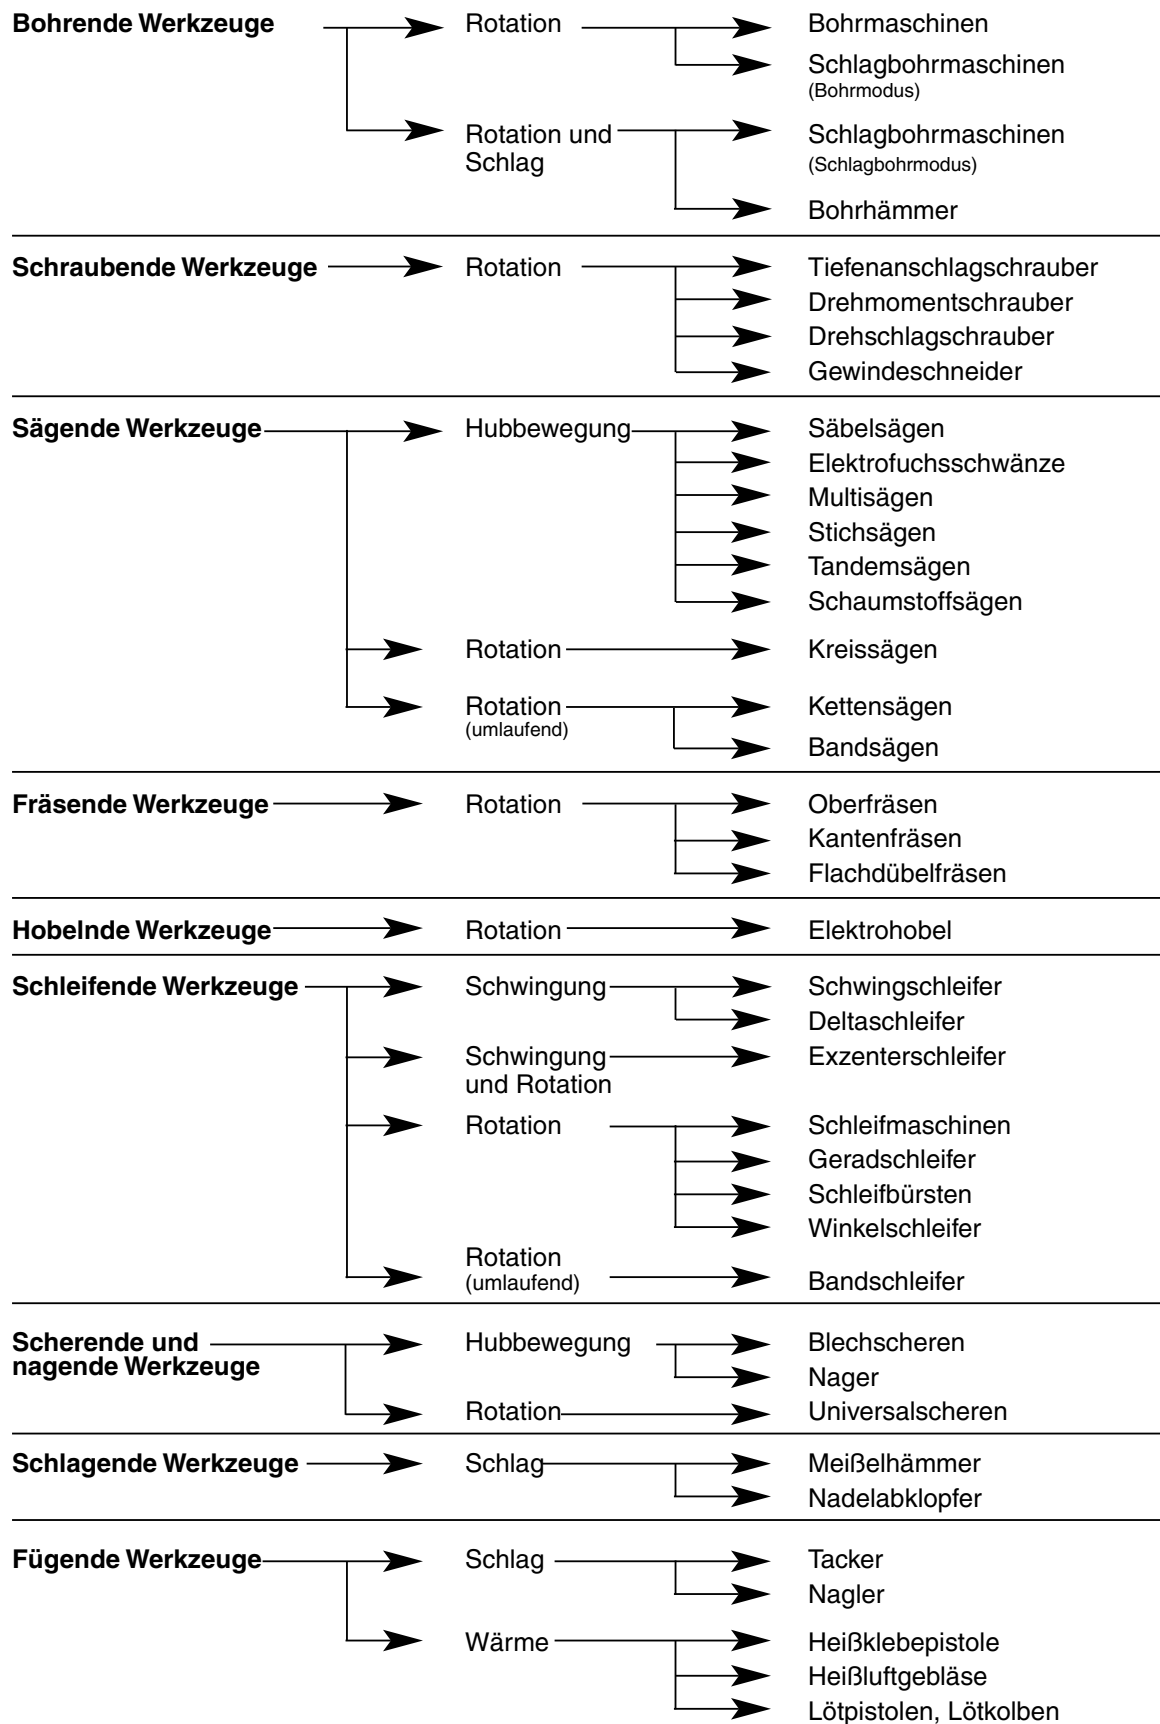 Bohrende Werkzeuge Rotation Bohrmaschinen
Schlagbohrmaschinen
(Bohrmodus)
Rotation und Schlagbohrmaschinen
Schlag (Schlagbohrmodus)
Bohrhämmer
Schraubende Werkzeuge Rotation Tiefenanschlagschrauber
Drehmomentschrauber
Drehschlagschrauber
Gewindeschneider
Sägende Werkzeuge Hubbewegung Säbelsägen
Elektrofuchsschwänze
Multisägen
Stichsägen
Tandemsägen
Schaumstoffsägen
Rotation Kreissägen
Rotation Kettensägen
(umlaufend)
Bandsägen
Fräsende Werkzeuge Rotation Oberfräsen
Kantenfräsen
Flachdübelfräsen
Hobelnde Werkzeuge Rotation Elektrohobel
Schleifende Werkzeuge Schwingung Schwingschleifer
Deltaschleifer
Schwingung Exzenterschleifer
und Rotation
Rotation Schleifmaschinen
Geradschleifer
Schleifbürsten
Winkelschleifer
Rotation
(umlaufend) Bandschleifer
Scherende und Hubbewegung Blechscheren
nagende Werkzeuge Nager
Rotation Universalscheren
Schlagende Werkzeuge Schlag Meißelhämmer
Nadelabklopfer
Fügende Werkzeuge Schlag Tacker
Nagler
Wärme Heißklebepistole
Heißluftgebläse
Lötpistolen, Lötkolben